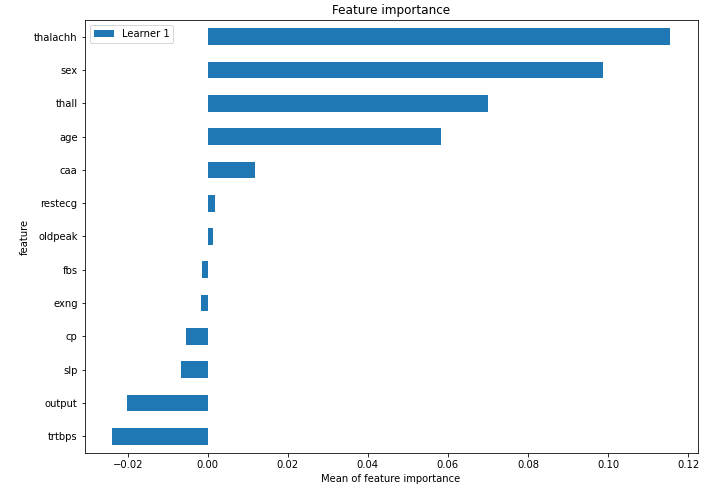 Feature importance
Learner 1
thalachh
sex
thall
age
caa
restecg
oldpeak
fbs
exng
cp
slp
output
trtbps
feature
−0.02 0.00 0.02 0.04 0.06 0.08 0.10 0.12
Mean of feature importance